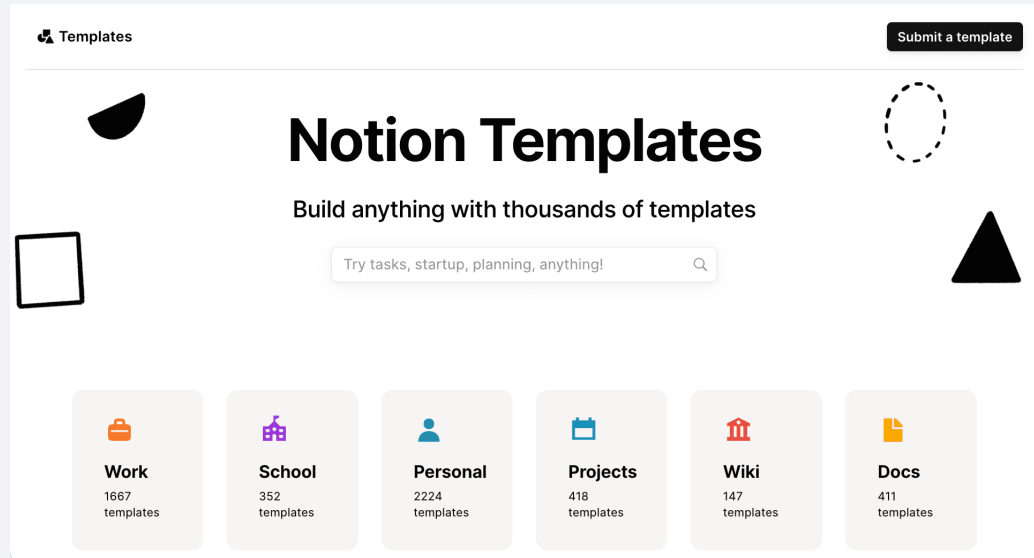 Templates
Submit a template
Notion Templates
Build anything with thousands of templates
Try tasks, startup, planning, anything!
Work
1667
templates
School
352
templates
Personal
2224
templates
Projects
418
templates
Wiki
147
templates
Docs
411
templates